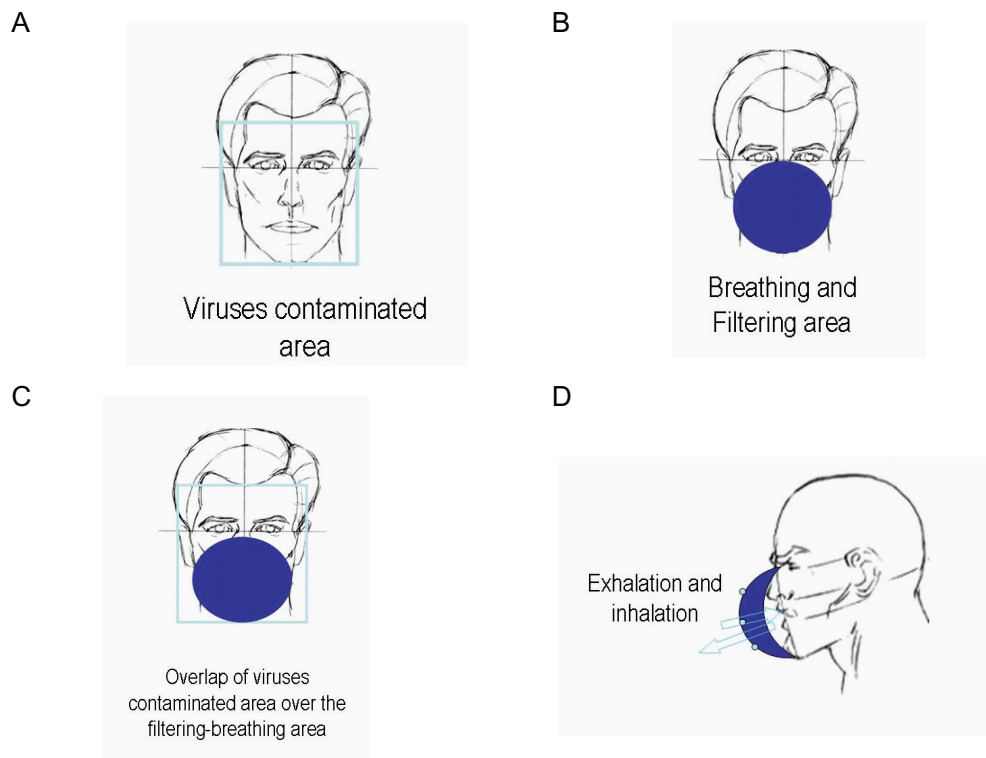 A
B
Viruses contaminated
area
Breathing and
Filtering area
C
D
Overlap of viruses
contaminated area over the
filtering-breathing area
Exhalation and
inhalation